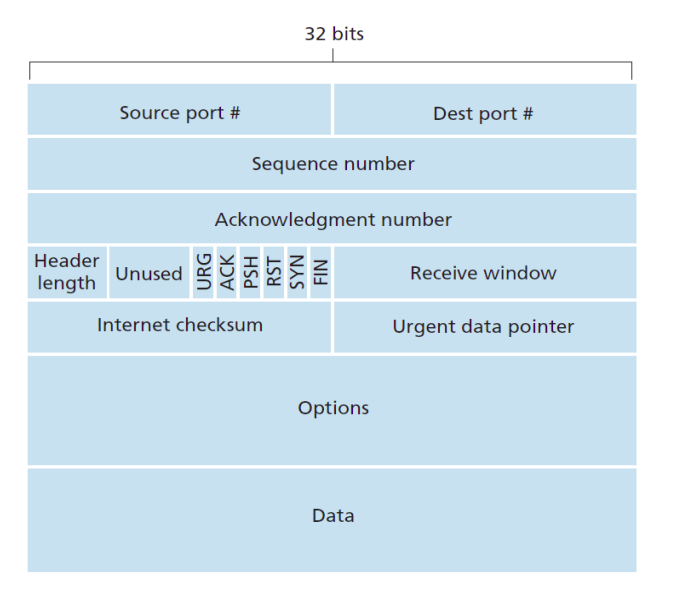 32 bits
Source port #
Dest port #
Sequence number
Acknowledgment number
Header
length
Unused
URG
ACK
PSH
RST
SYN
FIN
Receive window
Internet checksum
Urgent data pointer
Options
Data